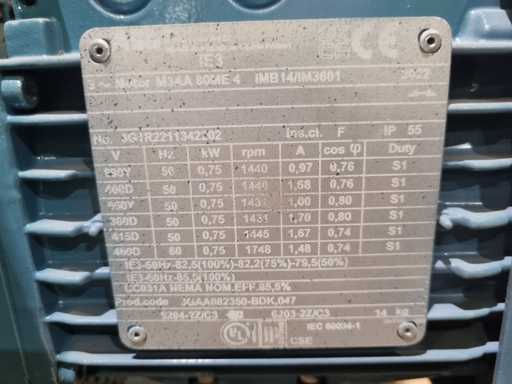 IE3
CE
3 ~ Motor M3AA 80ME 4 IMB14/IM3601 2022
No. 3G1R2211342202 Ins.cl. F IP 55
V Hz kW rpm A cos φ Duty
690Y 50 0,75 1440 0,97 0,76 S1
400D 50 0,75 1440 1,68 0,76 S1
660Y 50 0,75 1431 1,00 0,80 S1
380D 50 0,75 1431 1,70 0,80 S1
415D 50 0,75 1445 1,67 0,74 S1
460D 60 0,75 1748 1,48 0,74 S1
IE3-50Hz-82,5(100%)-82,2(75%)-79,5(50%)
IE3-60Hz-85,5(100%)
CC031A NEMA NOM.EFF.85,5%
Prod.code 3GAA082350-BDK,047
6204-2Z/C3 6203-2Z/C3 14 kg
IEC 60034-1
CSE